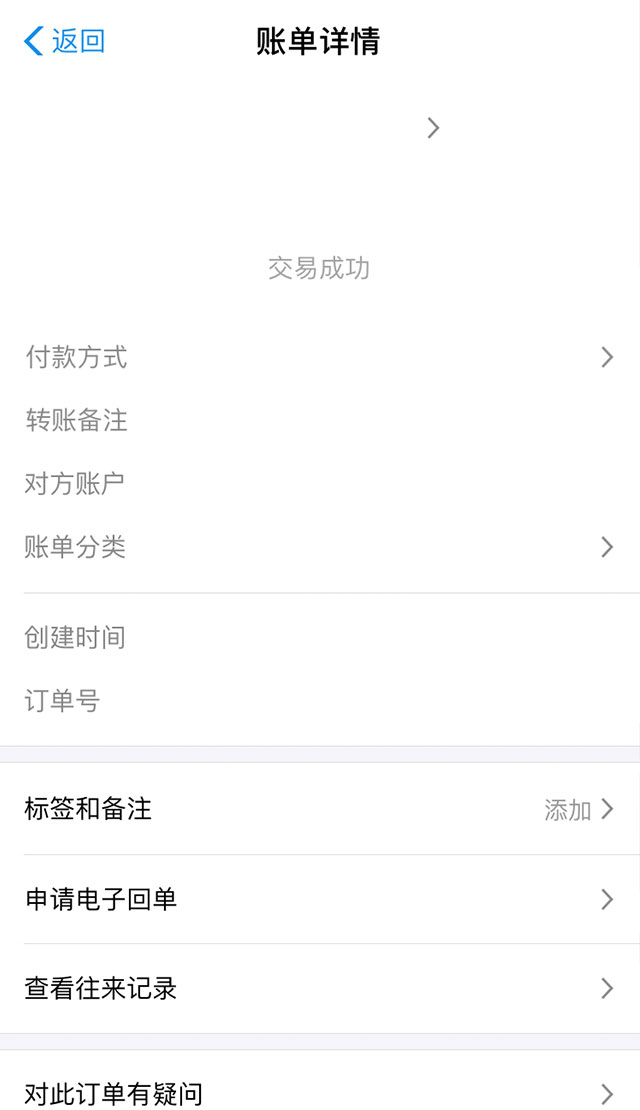 返回
账单详情
交易成功
付款方式
转账备注
对方账户
账单分类
创建时间
订单号
标签和备注 添加
申请电子回单
查看往来记录
对此订单有疑问